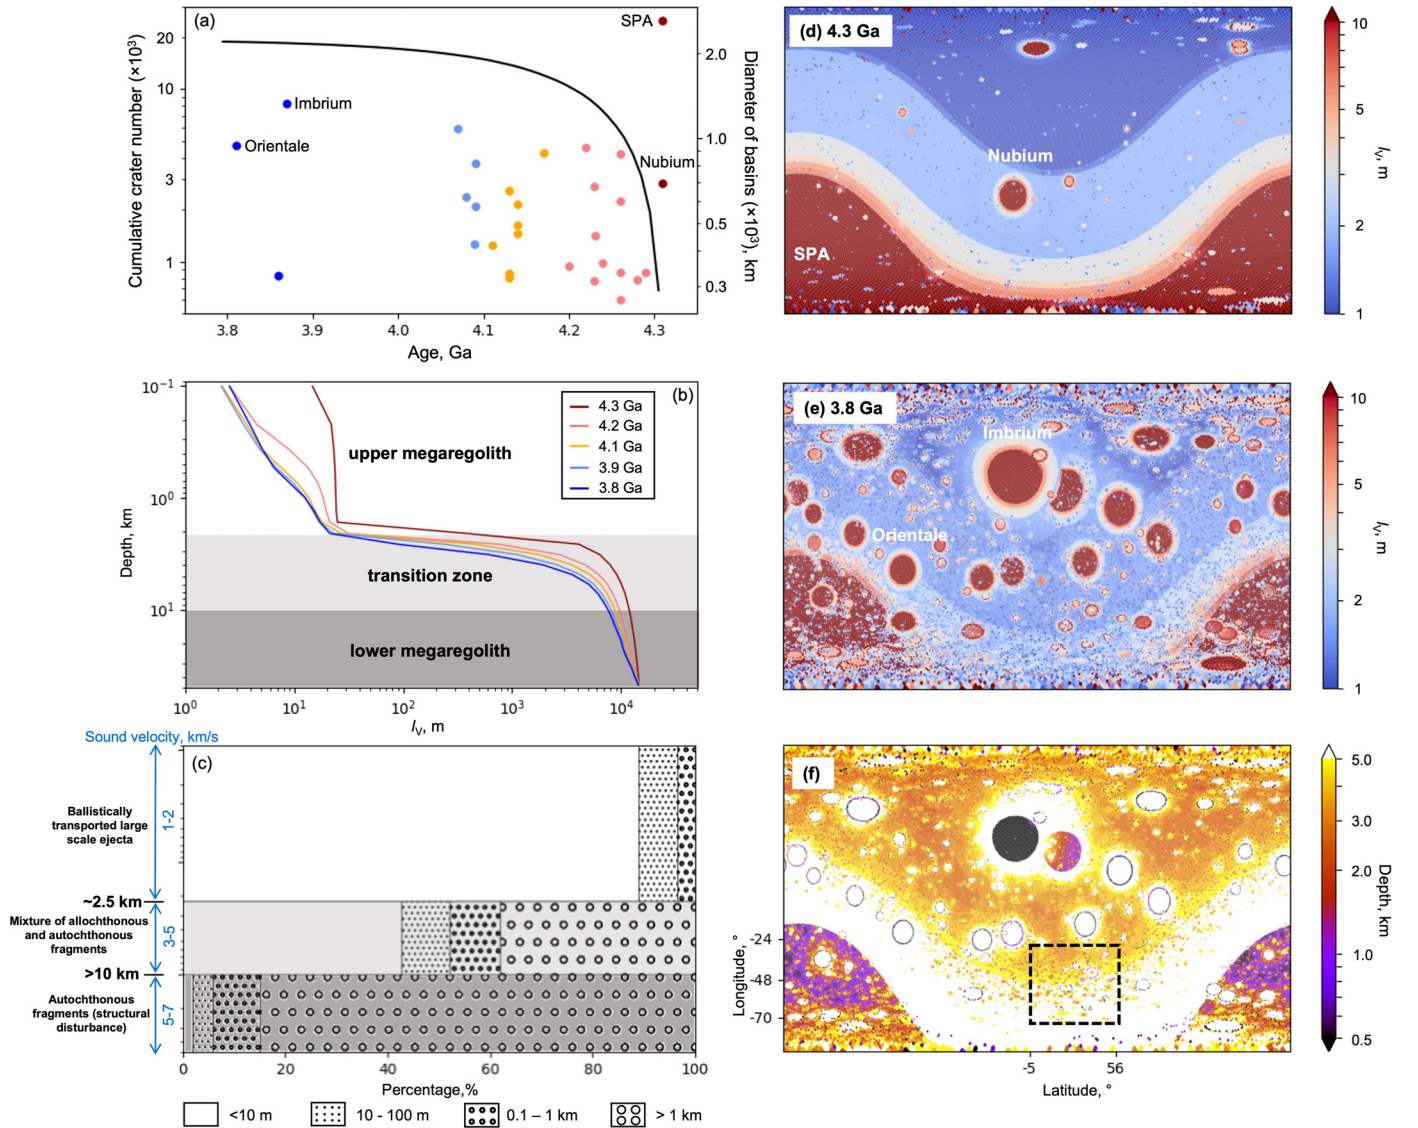 (a)
Cumulative crater number (×10³)
20
10
3
1
SPA
Imbrium
Orientale
Nubium
2.0
1.0
0.5
0.3
Diameter of basins (×10³), km
3.8
3.9
4.0
4.1
4.2
4.3
Age, Ga
(b)
Depth, km
10⁻¹
10⁰
10¹
4.3 Ga
4.2 Ga
4.1 Ga
3.9 Ga
3.8 Ga
upper megaregolith
transition zone
lower megaregolith
10⁰
10¹
10²
10³
10⁴
lV, m
Sound velocity, km/s
(c)
Ballistically
transported large
scale ejecta
1-2
~2.5 km
Mixture of allochthonous
and autochthonous
fragments
3-5
>10 km
Autochthonous
fragments (structural
disturbance)
5-7
0
20
40
60
80
100
Percentage,%
<10 m
10 - 100 m
0.1 – 1 km
> 1 km
(d) 4.3 Ga
Nubium
SPA
10
5
2
1
lV, m
(e) 3.8 Ga
Imbrium
Orientale
10
5
2
1
lV, m
(f)
Longitude, °
-24
-48
-70
-5
56
Latitude, °
5.0
3.0
2.0
1.0
0.5
Depth, km